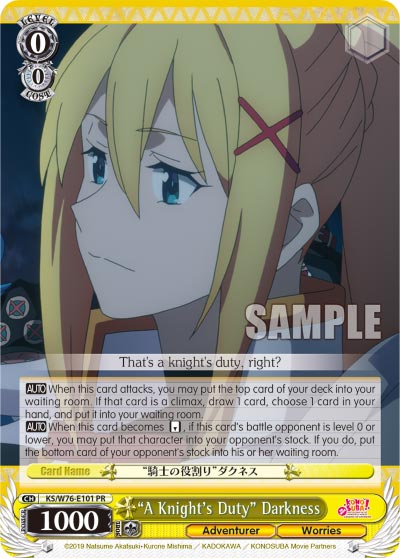 LEVEL
0
0
COST
SAMPLE
That's a knight's duty, right?
AUTO When this card attacks, you may put the top card of your deck into your
waiting room. If that card is a climax, draw 1 card, choose 1 card in your
hand, and put it into your waiting room.
AUTO When this card becomes , if this card's battle opponent is level 0 or
lower, you may put that character into your opponent's stock. If you do, put
the bottom card of your opponent's stock into his or her waiting room.
Card Name
"騎士の役割り"ダクネス
CH KS/W76-E101 PR
POWER
1000
SOUL
"A Knight's Duty" Darkness
KONO
SUBA!
Adventurer
Worries
©2019 Natsume Akatsuki・Kurone Mishima / KADOKAWA / KONOSUBA Movie Partners